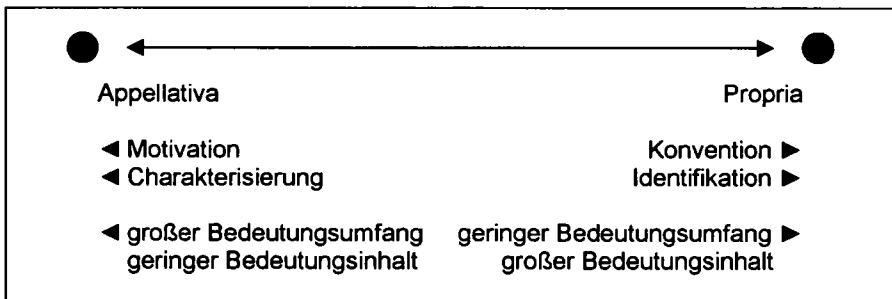 Appellativa Propria
◄ Motivation Konvention ►
◄ Charakterisierung Identifikation ►
◄ großer Bedeutungsumfang geringer Bedeutungsumfang ►
geringer Bedeutungsinhalt großer Bedeutungsinhalt